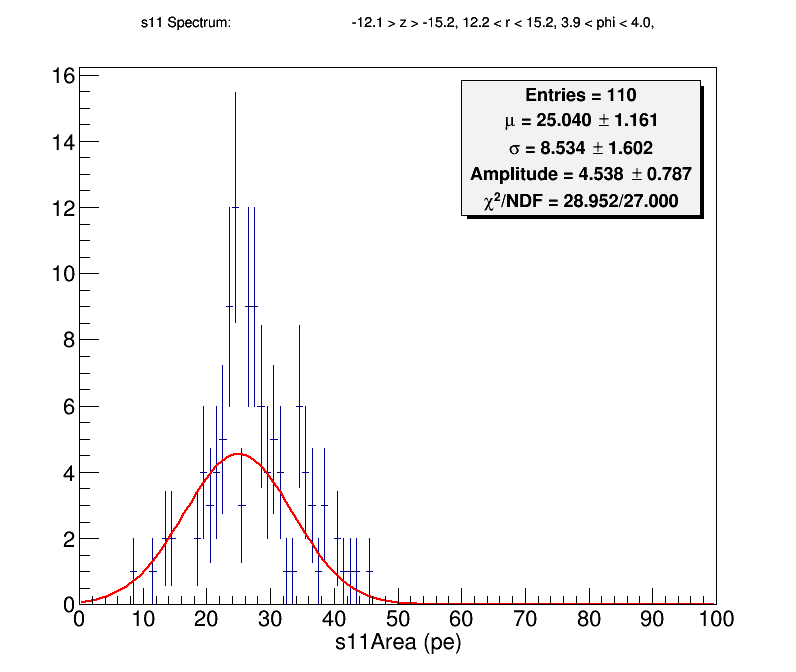 s11 Spectrum: -12.1 > z > -15.2, 12.2 < r < 15.2, 3.9 < phi < 4.0,
Entries = 110
μ = 25.040 ± 1.161
σ = 8.534 ± 1.602
Amplitude = 4.538 ± 0.787
χ²/NDF = 28.952/27.000
16
14
12
10
8
6
4
2
0
0 10 20 30 40 50 60 70 80 90 100
s11Area (pe)